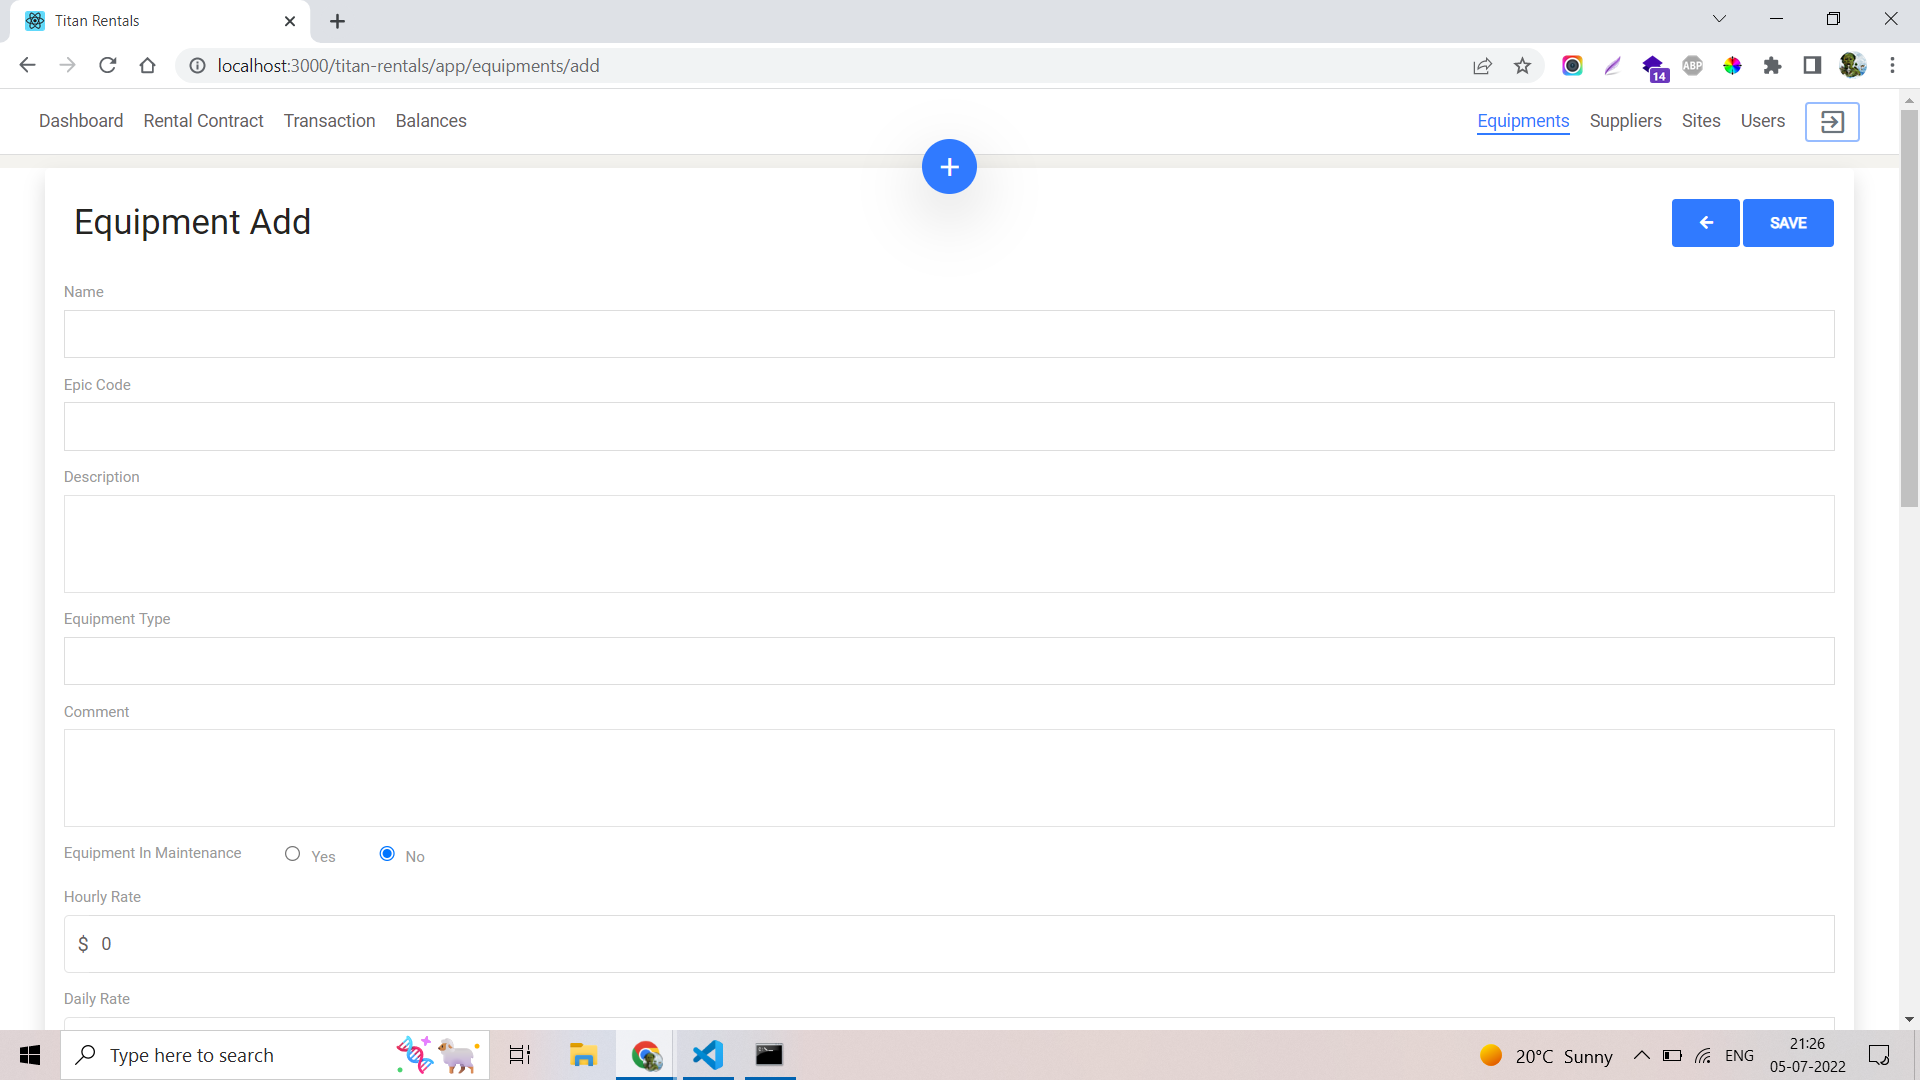 Titan Rentals
localhost:3000/titan-rentals/app/equipments/add
14
ABP
Dashboard Rental Contract Transaction Balances Equipments Suppliers Sites Users
+
Equipment Add
SAVE
Name
Epic Code
Description
Equipment Type
Comment
Equipment In Maintenance Yes No
Hourly Rate
$ 0
Daily Rate
Type here to search
20°C Sunny
ENG
21:26
05-07-2022